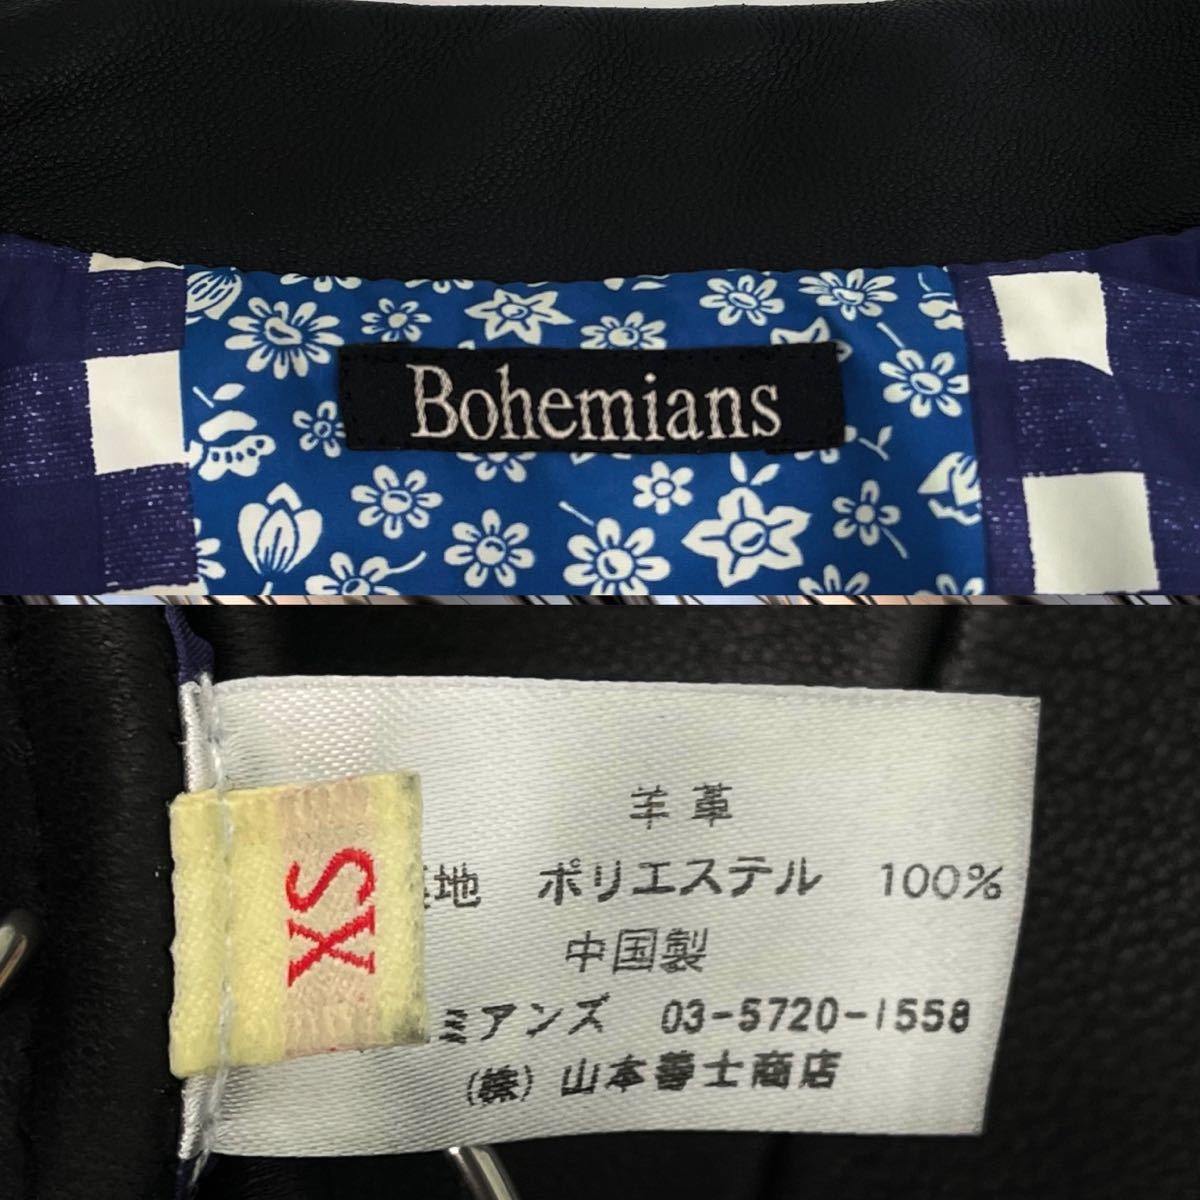 Bohemians
XS
羊革
地 ポリエステル 100%
中国製
ミアンズ 03-5720-1558
(株)山本善士商店